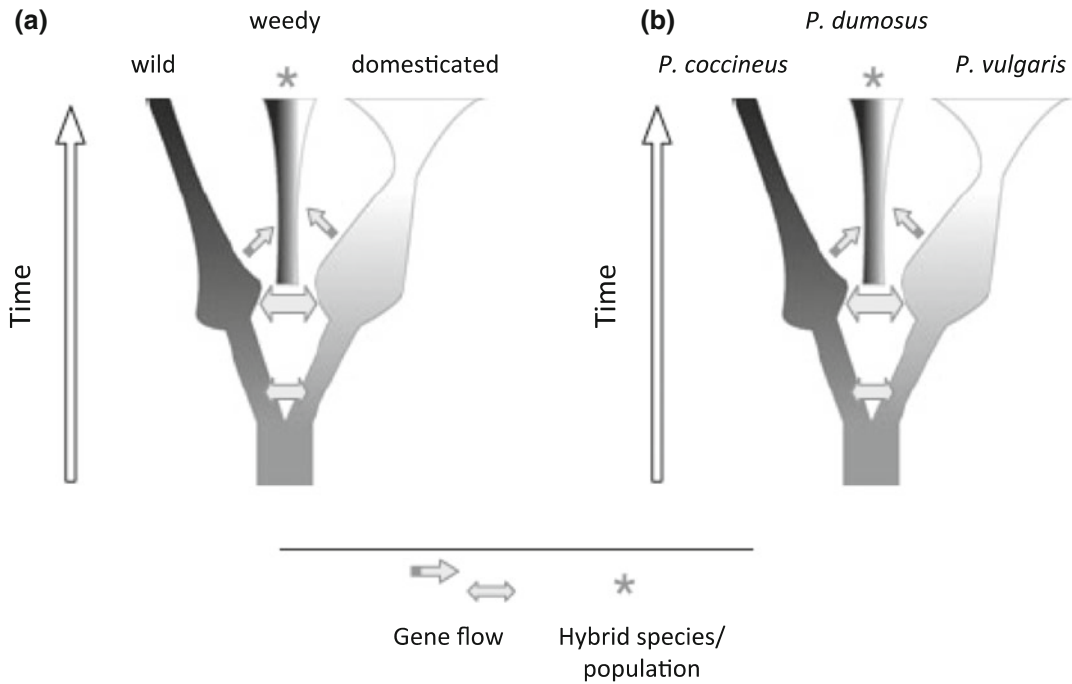 (a)
weedy
wild
*
domesticated
Time
(b)
P. dumosus
P. coccineus
*
P. vulgaris
Time
*
Gene flow
Hybrid species/
population